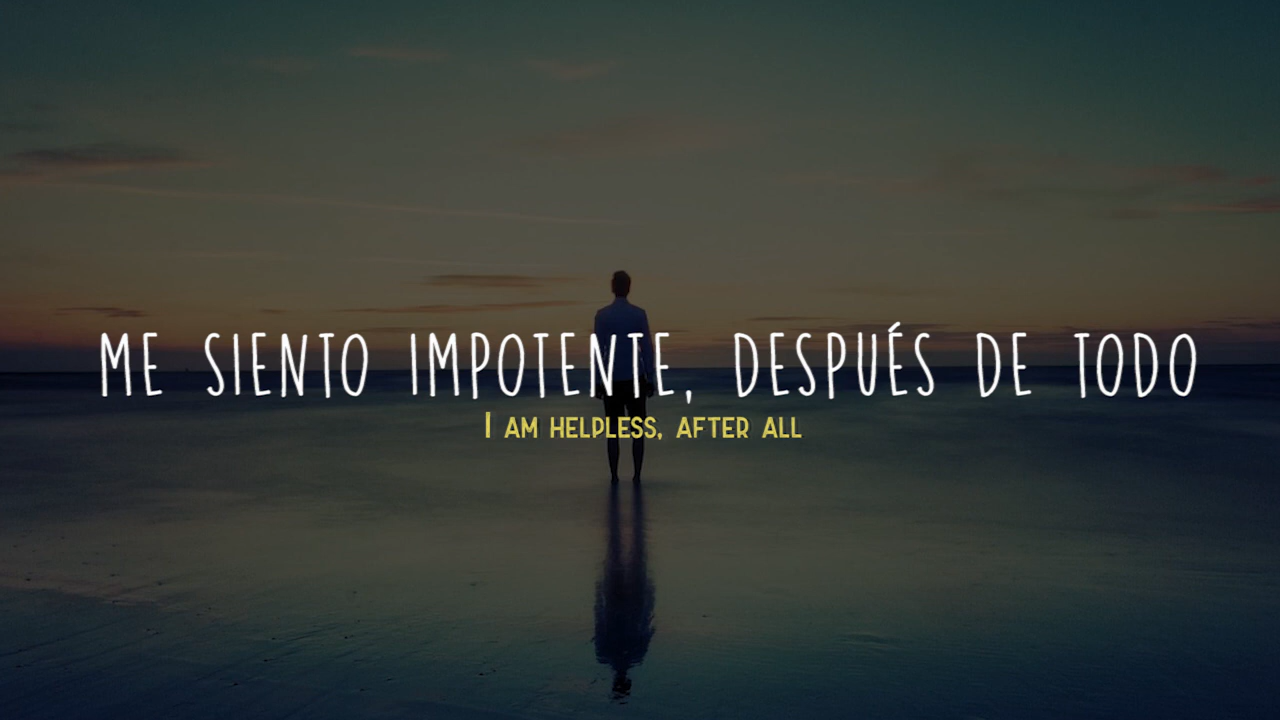 ME SIENTO IMPOTENTE, DESPUÉS DE TODO
I AM HELPLESS, AFTER ALL